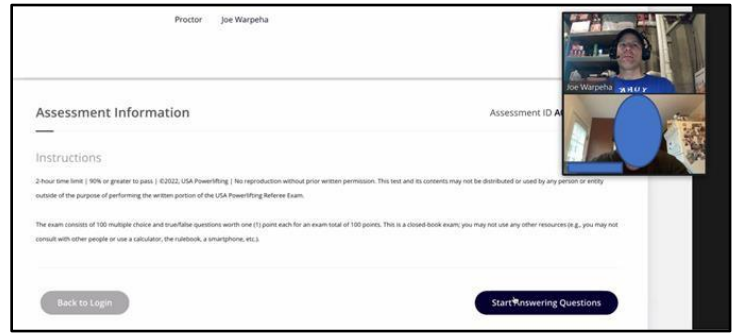 Proctor Joe Warpeha
Joe Warpeha
ARMY
Assessment Information
Assessment ID
Instructions
2-hour time limit | 90% or greater to pass | ©2022, USA Powerlifting | No reproduction without prior written permission. This test and its contents may not be distributed or used by any person or entity
outside of the purpose of performing the written portion of the USA Powerlifting Referee Exam.
The exam consists of 100 multiple choice and true/false questions worth one (1) point each for an exam total of 100 points. This is a closed-book exam; you may not use any other resources (e.g., you may not
consult with other people or use a calculator, the rulebook, a smartphone, etc.).
Back to Login
Start Answering Questions